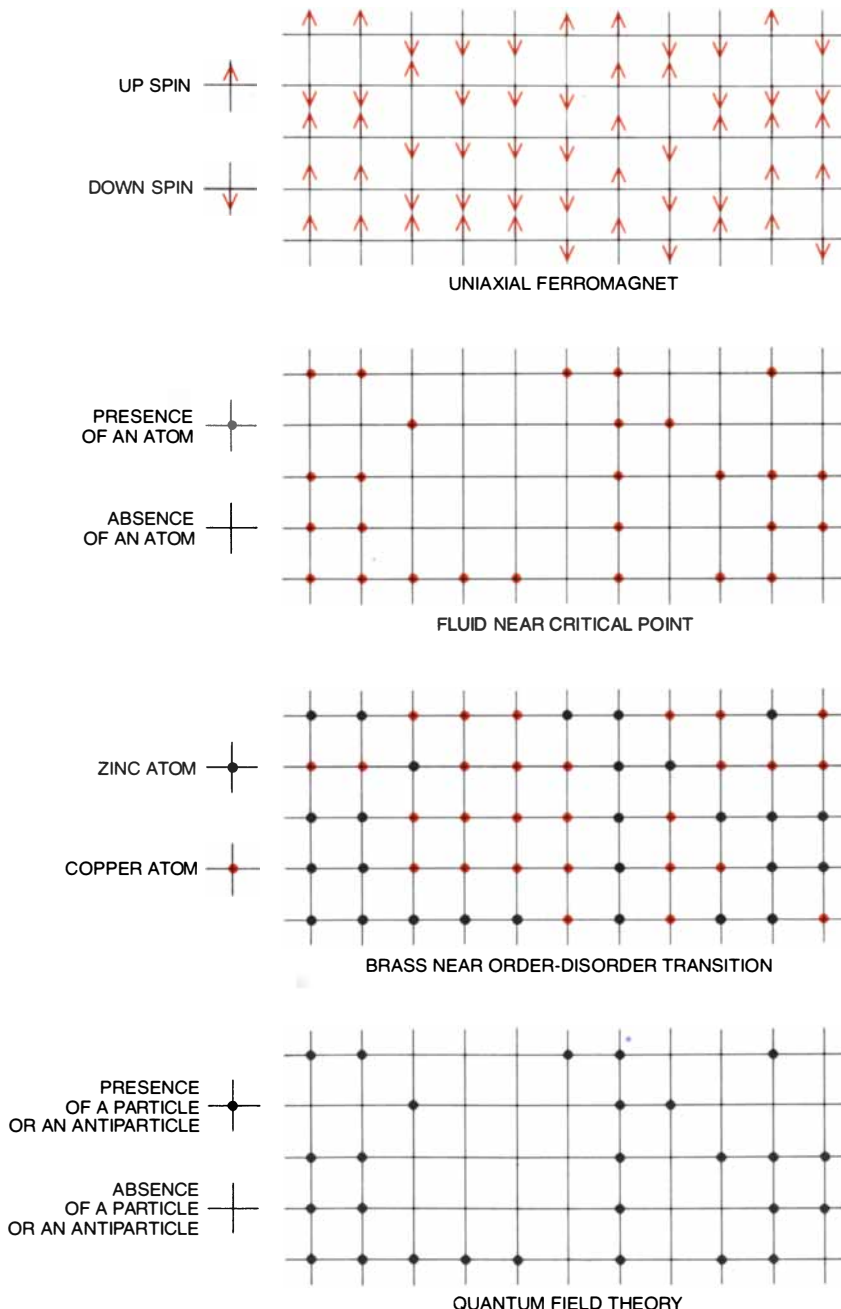 UP SPIN
DOWN SPIN
UNIAXIAL FERROMAGNET
PRESENCE
OF AN ATOM
ABSENCE
OF AN ATOM
FLUID NEAR CRITICAL POINT
ZINC ATOM
COPPER ATOM
BRASS NEAR ORDER-DISORDER TRANSITION
PRESENCE
OF A PARTICLE
OR AN ANTIPARTICLE
ABSENCE
OF A PARTICLE
OR AN ANTIPARTICLE
QUANTUM FIELD THEORY